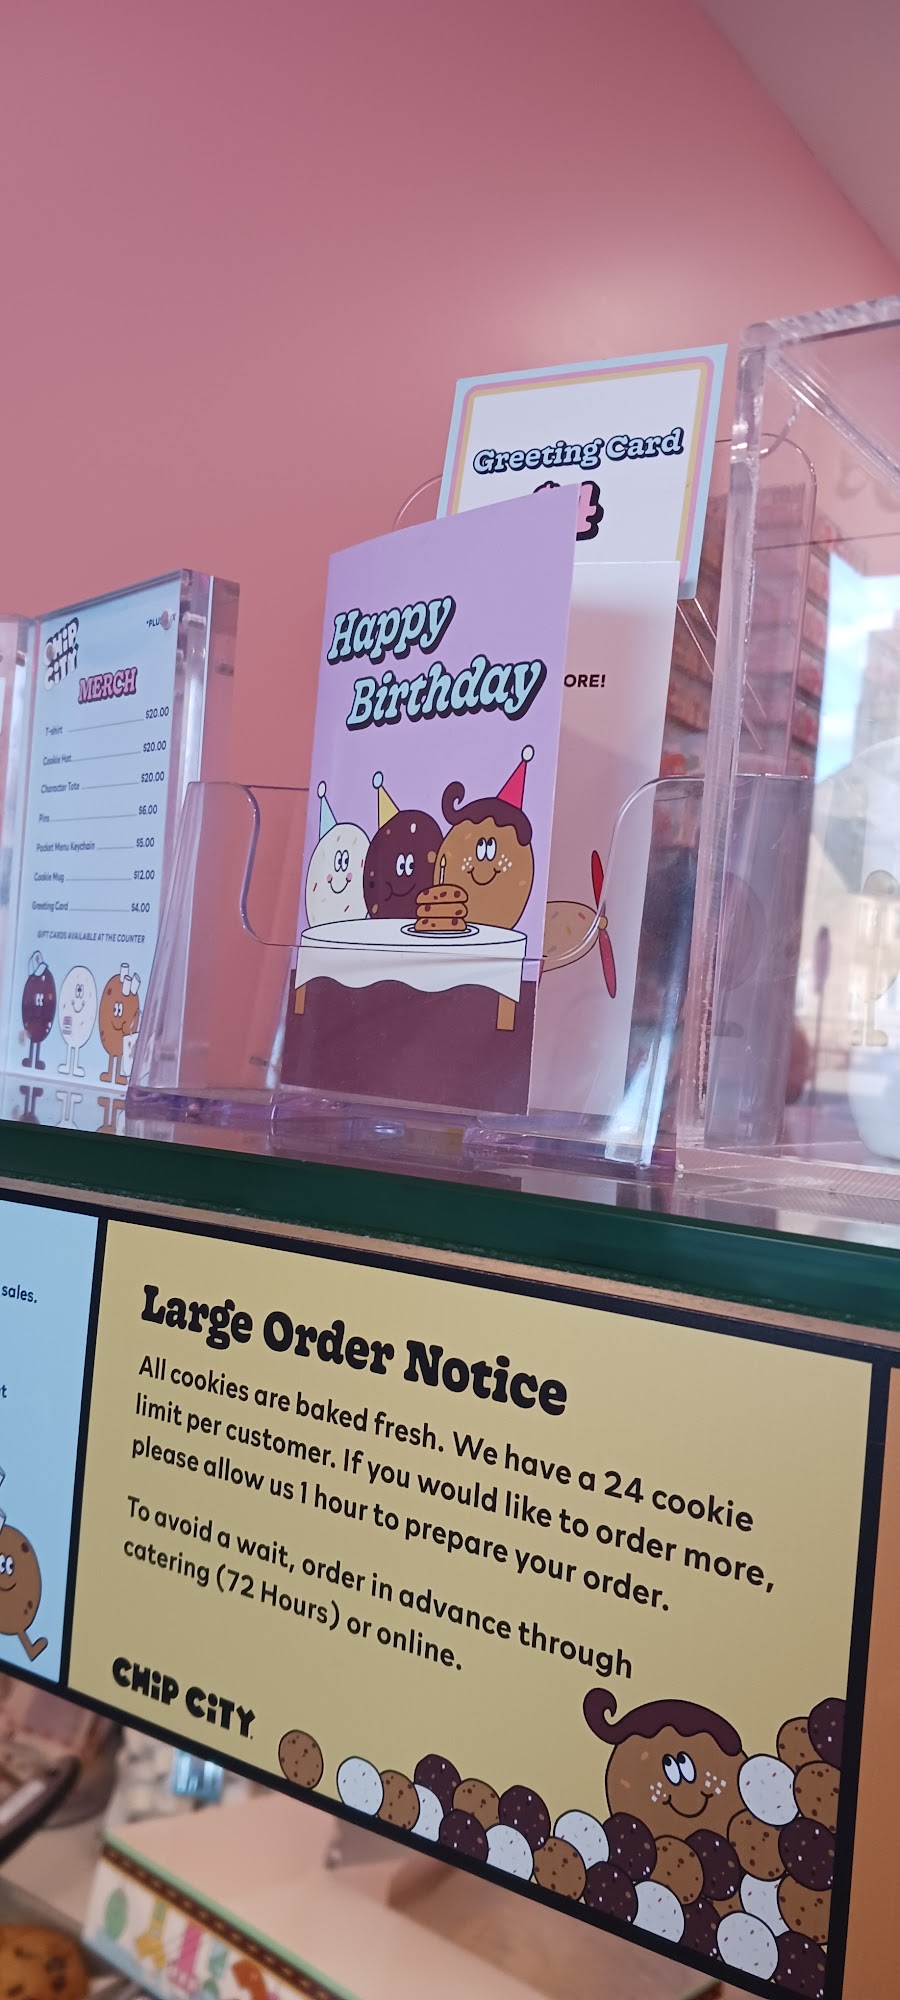 Greeting Card
Happy
Birthday
ORE!
CHiP
CiTY
MERCH
T-shirt $20.00
Cookie Hat $20.00
Character Tote $20.00
Pins $6.00
Pocket Menu Keychain $5.00
Cookie Mug $12.00
Greeting Card $4.00
GIFT CARDS AVAILABLE AT THE COUNTER
sales.
Large Order Notice
All cookies are baked fresh. We have a 24 cookie
limit per customer. If you would like to order more,
please allow us 1 hour to prepare your order.
To avoid a wait, order in advance through
catering (72 Hours) or online.
CHiP CiTY